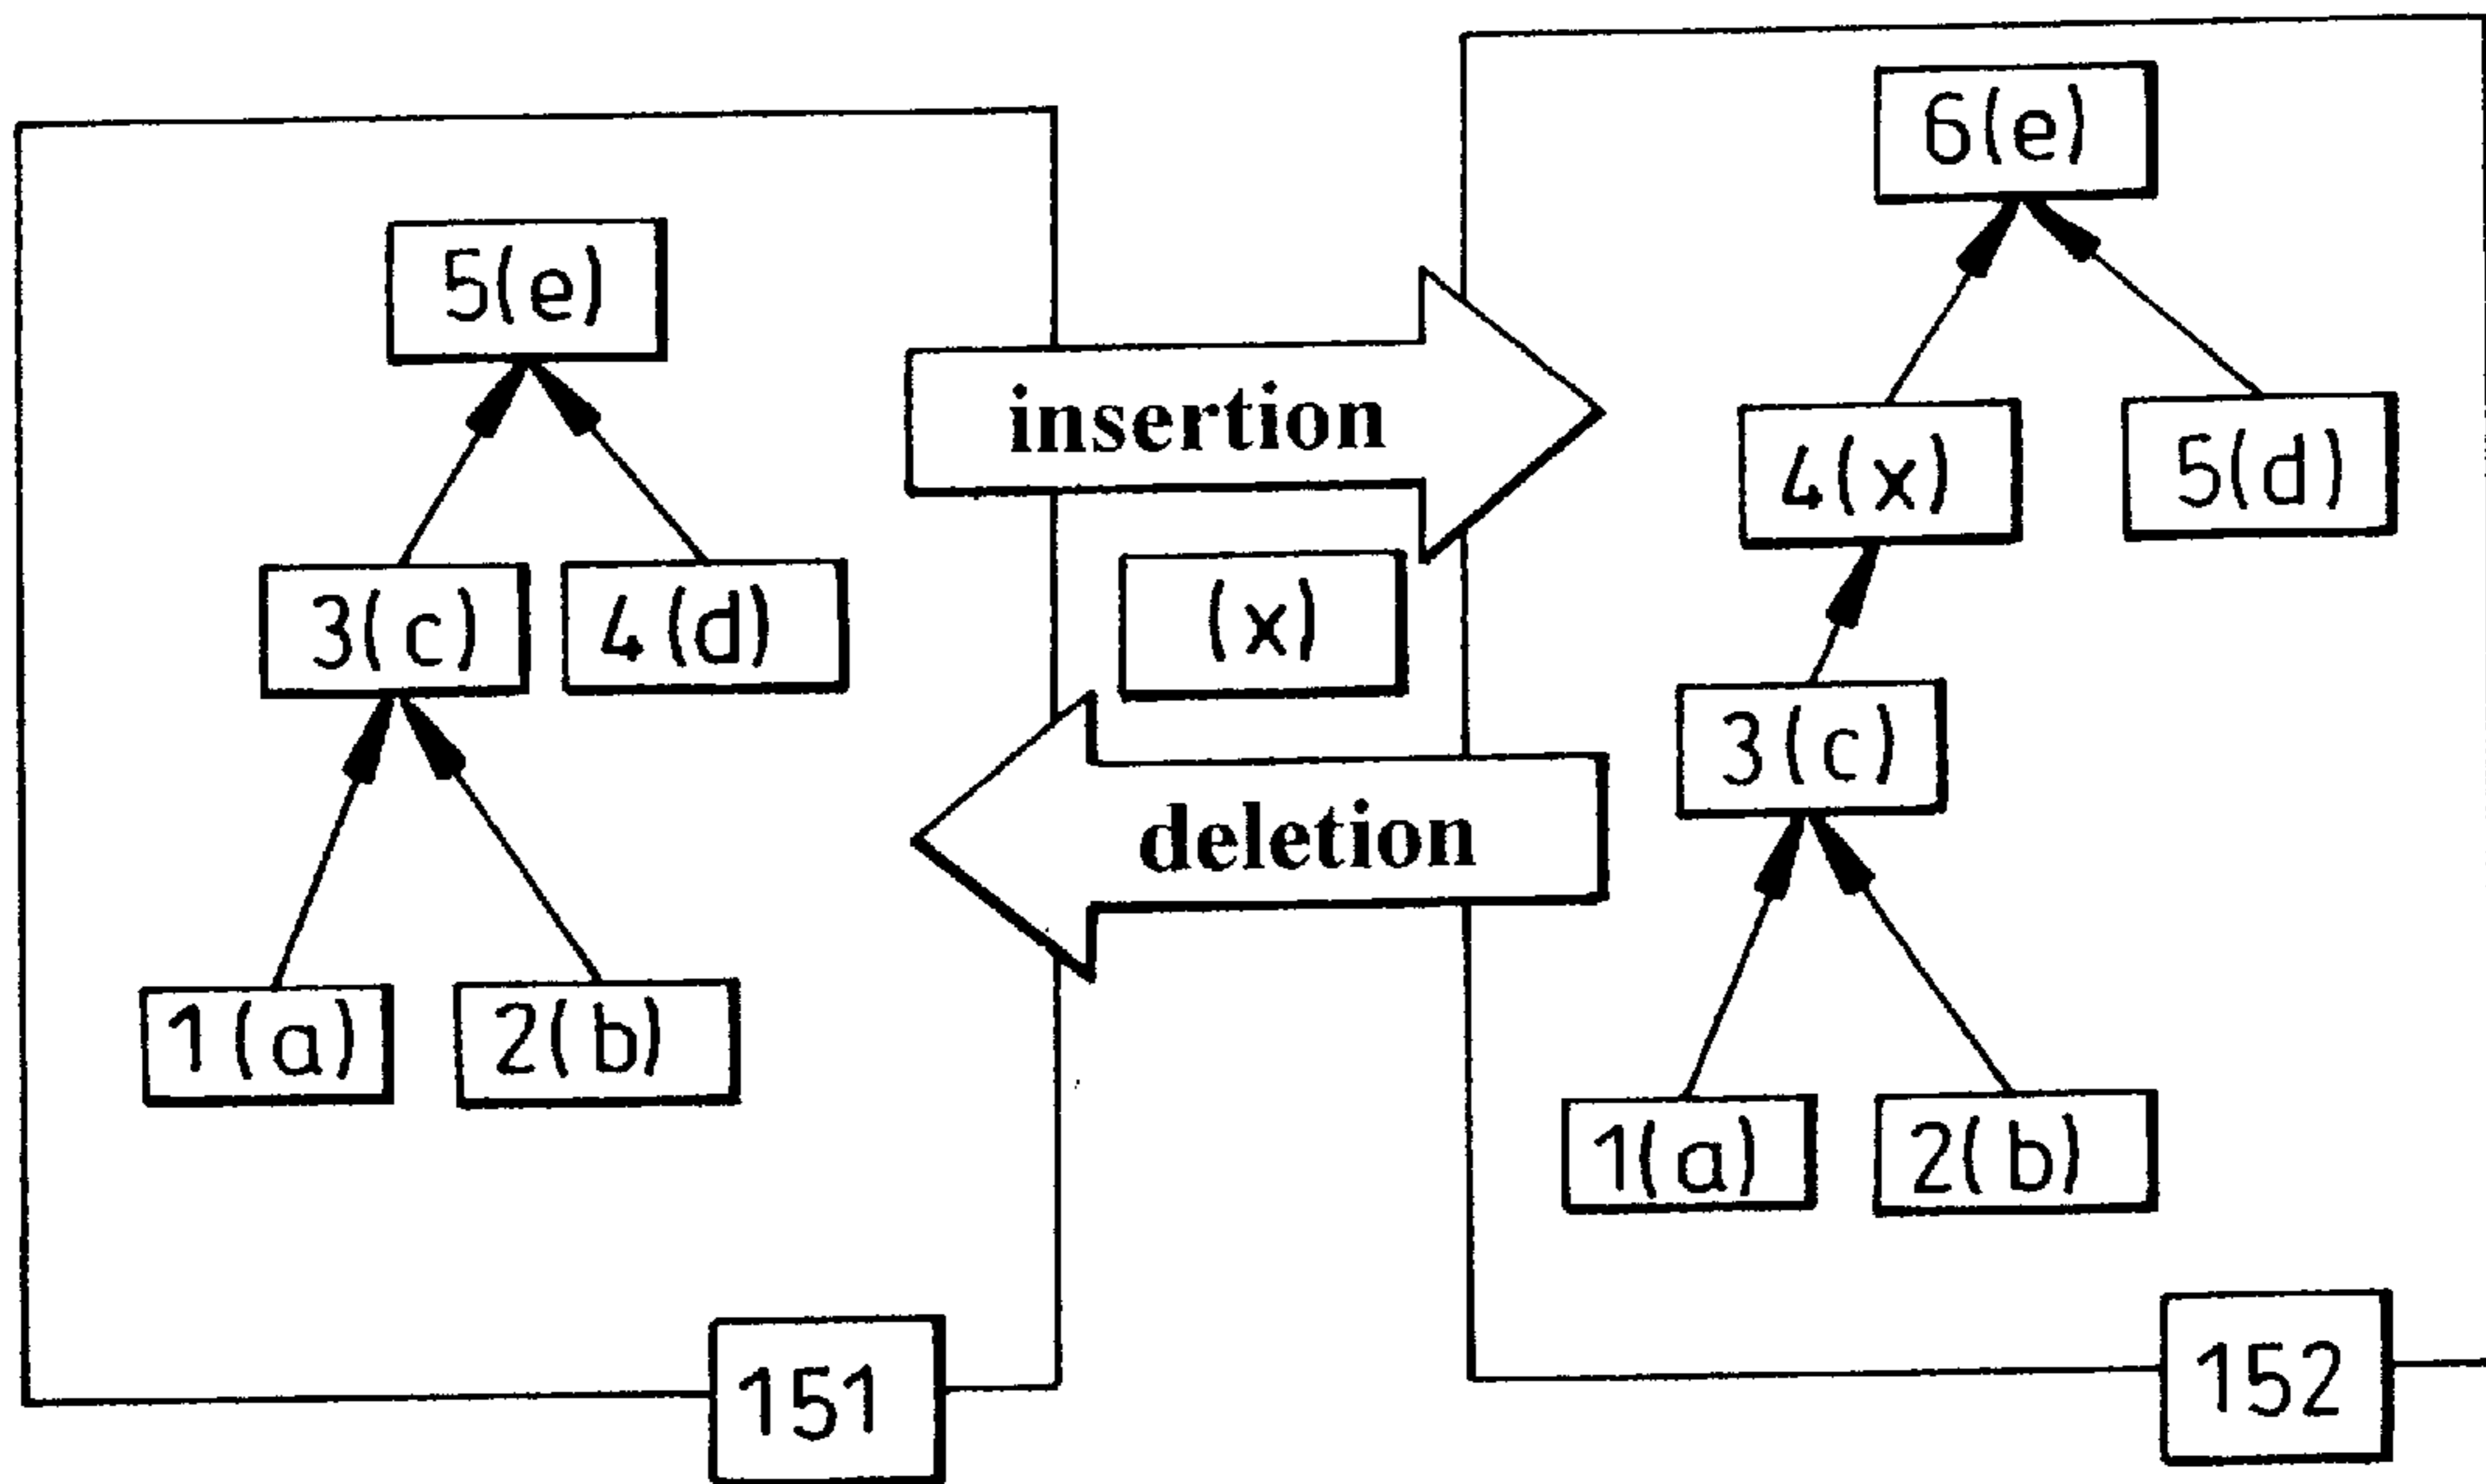 5(e)
3(c) 4(d)
1(a) 2(b)
151
insertion
(x)
deletion
6(e)
4(x) 5(d)
3(c)
1(a) 2(b)
152